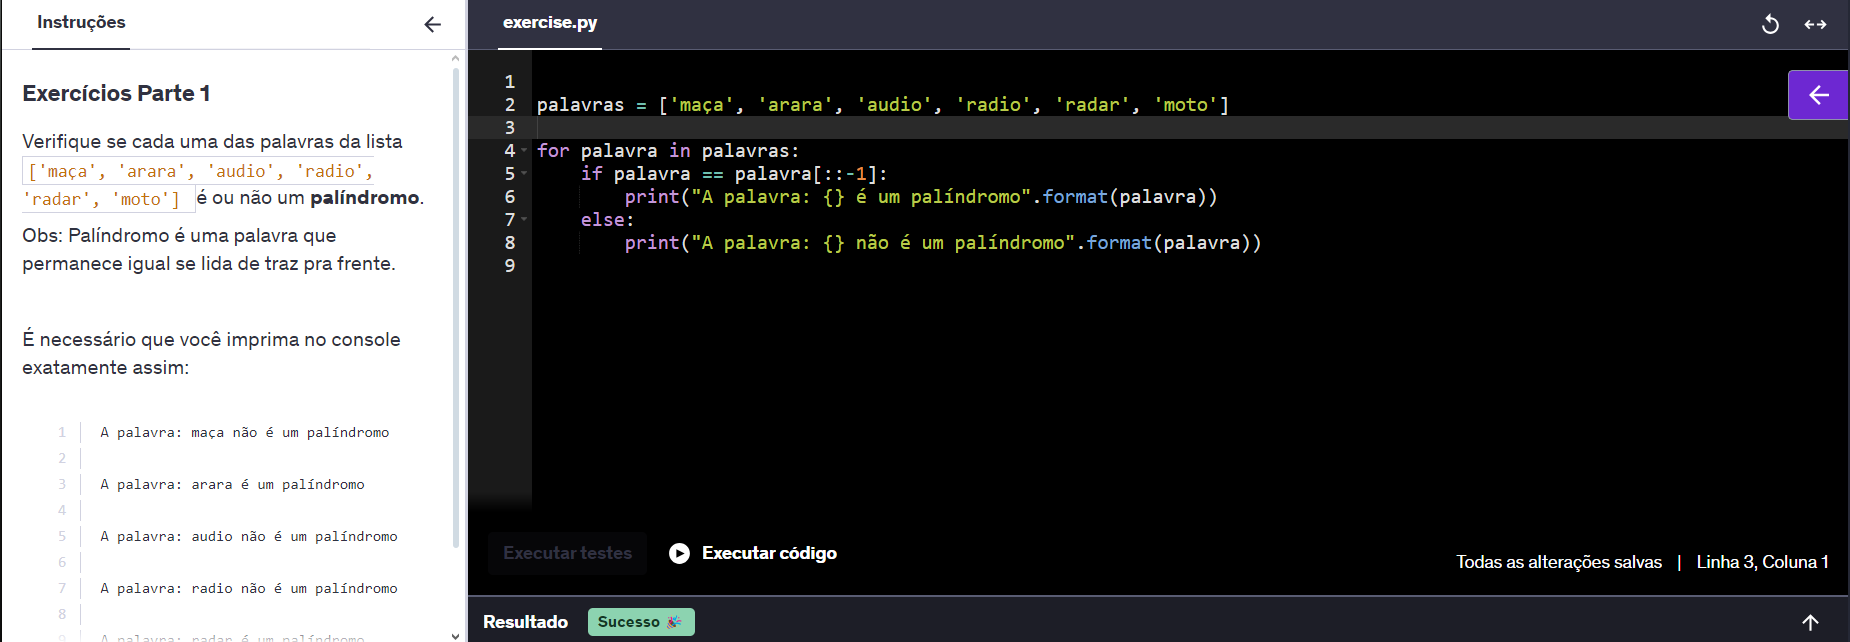 Instruções
Exercícios Parte 1
Verifique se cada uma das palavras da lista
['maça', 'arara', 'audio', 'radio',
'radar', 'moto'] é ou não um palíndromo.
Obs: Palíndromo é uma palavra que
permanece igual se lida de traz pra frente.
É necessário que você imprima no console
exatamente assim:
1 A palavra: maça não é um palíndromo
2
3 A palavra: arara é um palíndromo
4
5 A palavra: audio não é um palíndromo
6
7 A palavra: radio não é um palíndromo
8
9 A palavra: radar é um palíndromo
exercise.py
1
2 palavras = ['maça', 'arara', 'audio', 'radio', 'radar', 'moto']
3
4 for palavra in palavras:
5     if palavra == palavra[::-1]:
6         print("A palavra: {} é um palíndromo".format(palavra))
7     else:
8         print("A palavra: {} não é um palíndromo".format(palavra))
9
Executar testes
Executar código
Todas as alterações salvas | Linha 3, Coluna 1
Resultado
Sucesso 🎉